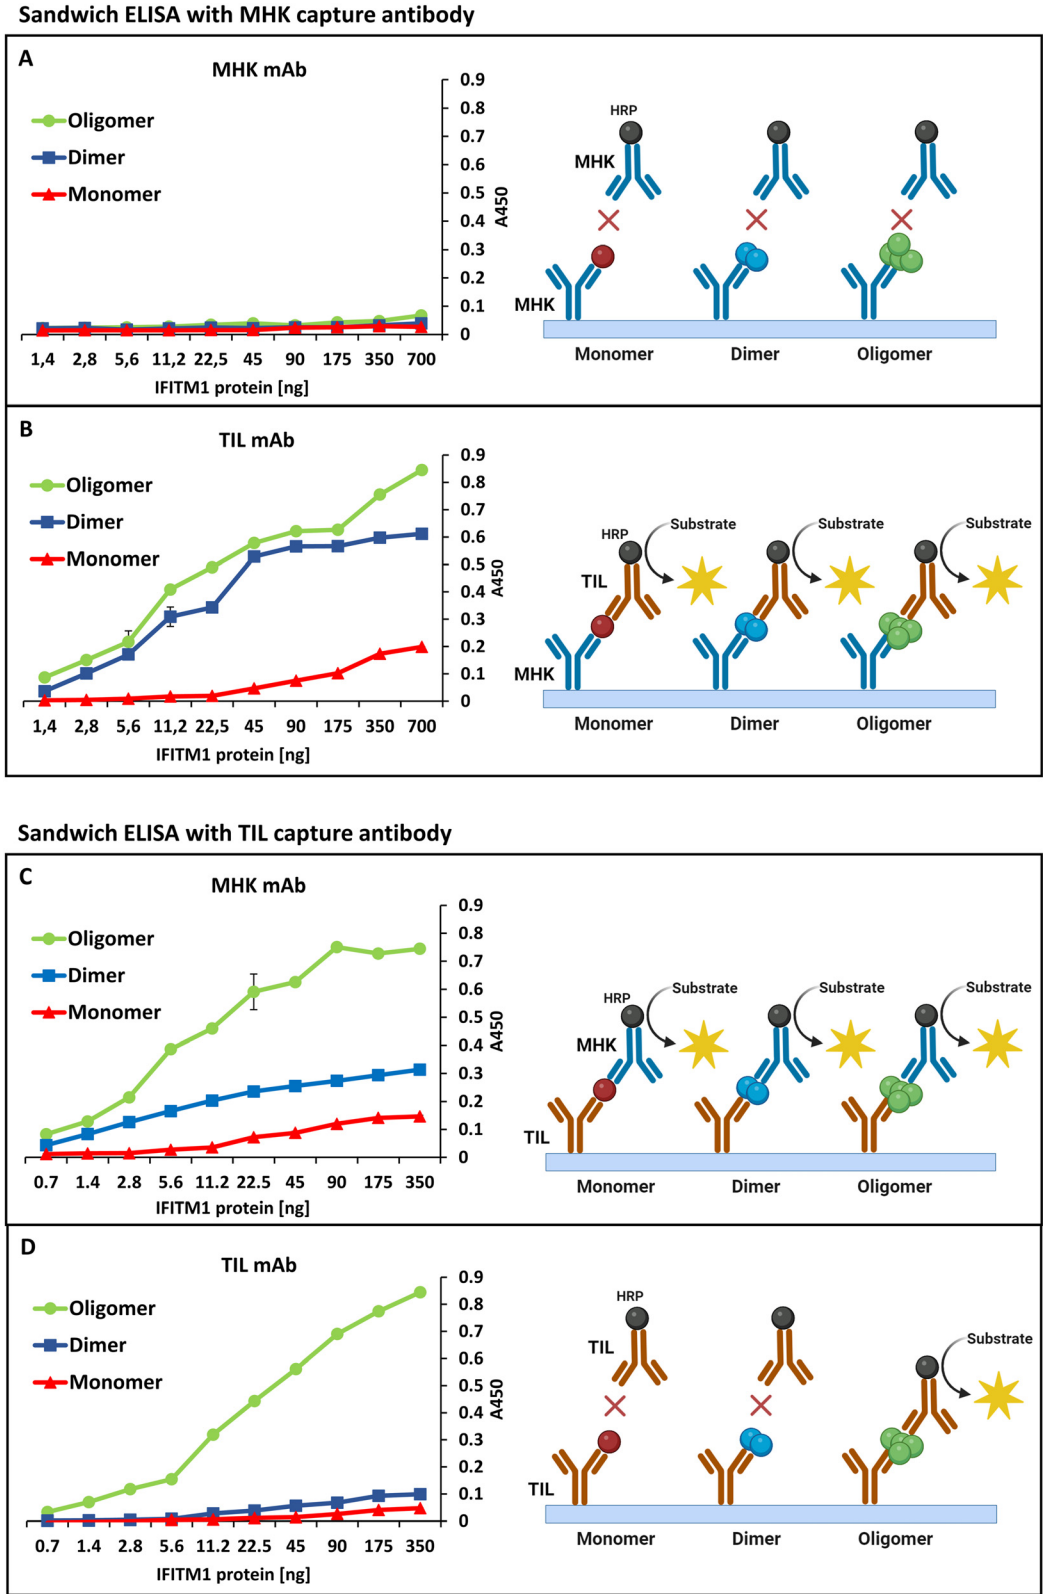 Sandwich ELISA with MHK capture antibody
A
MHK mAb
Oligomer
Dimer
Monomer
0.9
0.8
0.7
0.6
0.5
0.4
0.3
0.2
0.1
0
A450
1,4 2,8 5,6 11,2 22,5 45 90 175 350 700
IFITM1 protein [ng]
HRP
MHK
MHK
Monomer Dimer Oligomer
B
TIL mAb
Oligomer
Dimer
Monomer
0.9
0.8
0.7
0.6
0.5
0.4
0.3
0.2
0.1
0
A450
1,4 2,8 5,6 11,2 22,5 45 90 175 350 700
IFITM1 protein [ng]
Substrate Substrate Substrate
HRP
TIL
MHK
Monomer Dimer Oligomer
Sandwich ELISA with TIL capture antibody
C
MHK mAb
Oligomer
Dimer
Monomer
0.9
0.8
0.7
0.6
0.5
0.4
0.3
0.2
0.1
0
A450
0.7 1.4 2.8 5.6 11.2 22.5 45 90 175 350
IFITM1 protein [ng]
Substrate Substrate Substrate
HRP
MHK
TIL
Monomer Dimer Oligomer
D
TIL mAb
Oligomer
Dimer
Monomer
0.9
0.8
0.7
0.6
0.5
0.4
0.3
0.2
0.1
0
A450
0.7 1.4 2.8 5.6 11.2 22.5 45 90 175 350
IFITM1 protein [ng]
HRP
Substrate
TIL
TIL
Monomer Dimer Oligomer